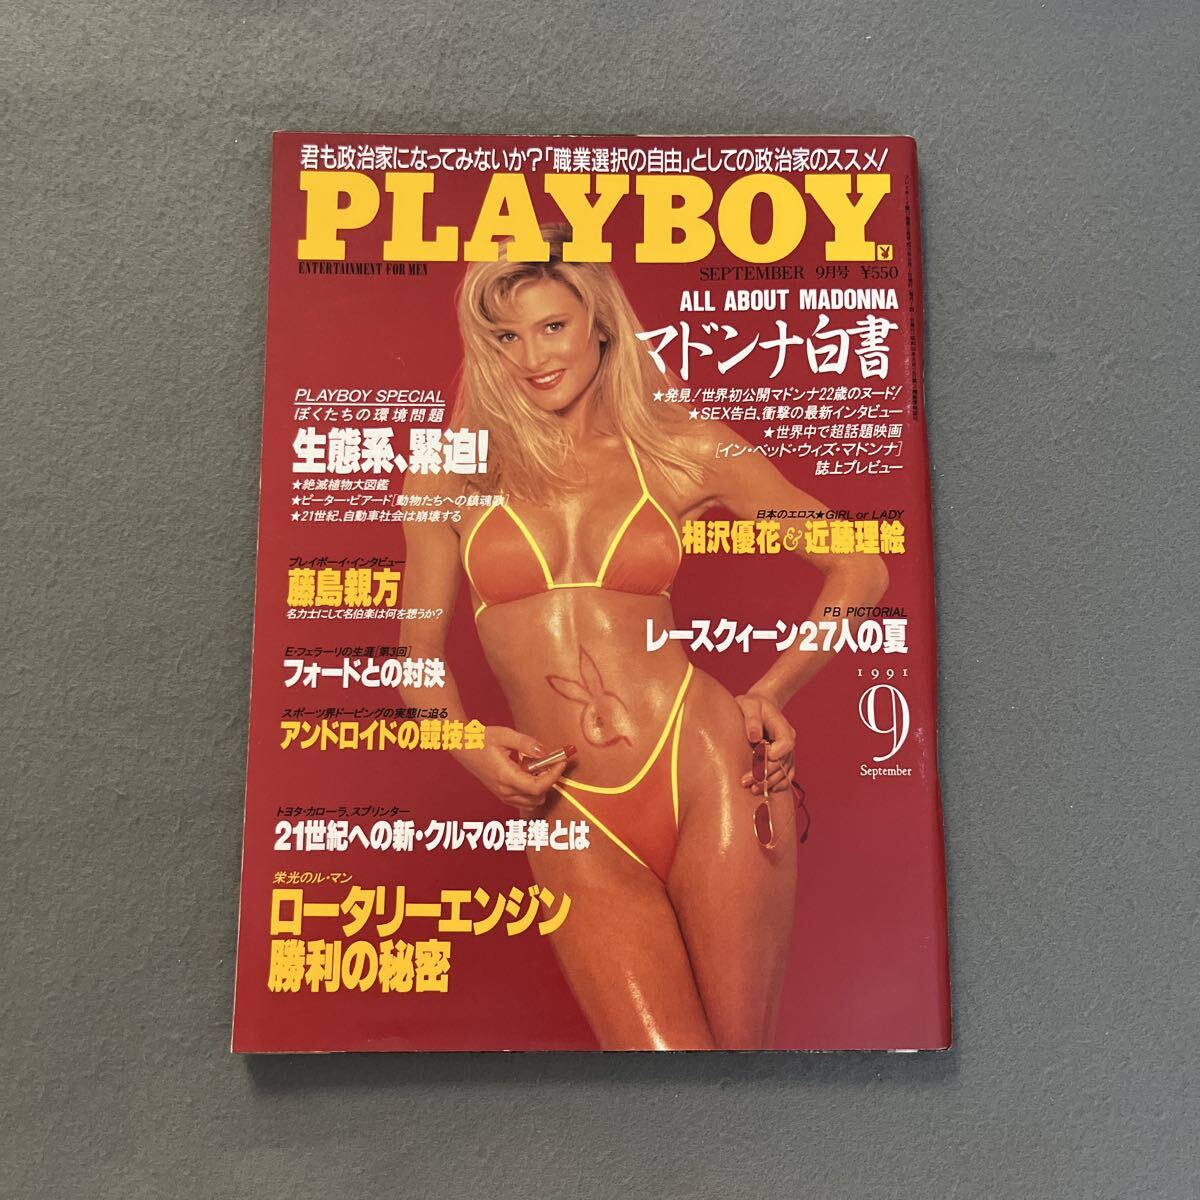 君も政治家になってみないか?「職業選択の自由」としての政治家のススメ!
PLAYBOY
ENTERTAINMENT FOR MEN
SEPTEMBER 9月号 ¥550
ALL ABOUT MADONNA
マドンナ白書
★発見!世界初公開マドンナ22歳のヌード!
★SEX告白、衝撃の最新インタビュー
★世界中で超話題映画
[イン・ベッド・ウィズ・マドンナ]
誌上プレビュー
PLAYBOY SPECIAL
ぼくたちの環境問題
生態系、緊迫!
★絶滅植物大図鑑
★ピーター・ビアード[動物たちへの鎮魂歌]
★21世紀、自動車社会は崩壊する
日本のエロス★GIRL or LADY
相沢優花&近藤理絵
プレイボーイ・インタビュー
藤島親方
名力士にして名伯楽は何を想うか?
PB PICTORIAL
レースクィーン27人の夏
E・フェラーリの生涯[第3回]
フォードとの対決
1991
9
September
スポーツ界ドーピングの実態に迫る
アンドロイドの競技会
トヨタ・カローラ、スプリンター
21世紀への新・クルマの基準とは
栄光のル・マン
ロータリーエンジン
勝利の秘密